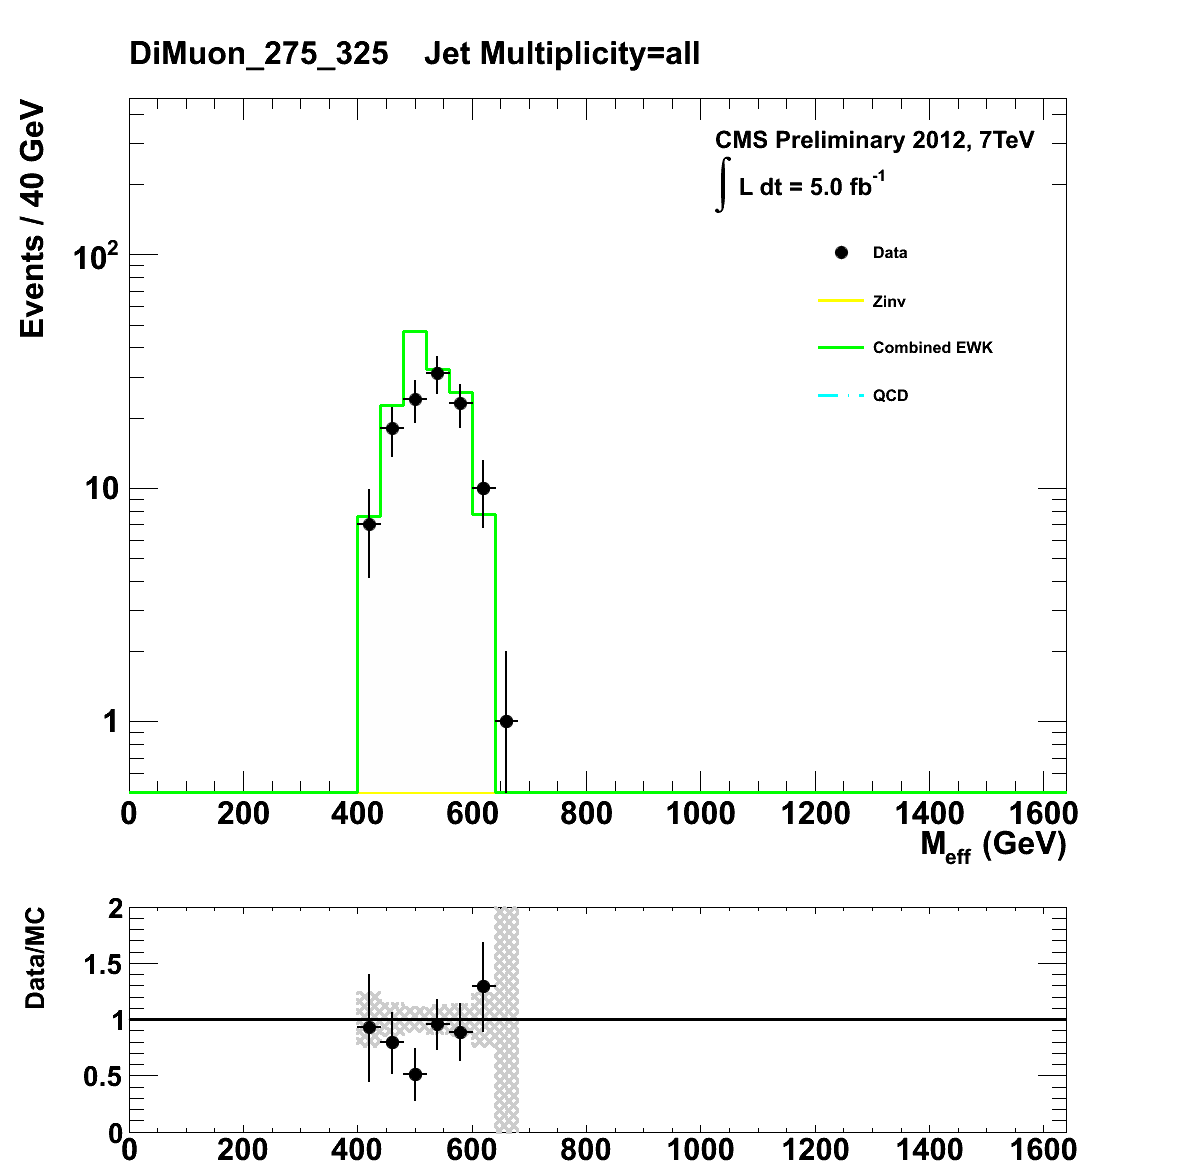 DiMuon_275_325 Jet Multiplicity=all
Events / 40 GeV
CMS Preliminary 2012, 7TeV
∫ L dt = 5.0 fb⁻¹
Data
Zinv
Combined EWK
QCD
10²
10
1
0 200 400 600 800 1000 1200 1400 1600
M_eff (GeV)
Data/MC
2
1.5
1
0.5
0
0 200 400 600 800 1000 1200 1400 1600